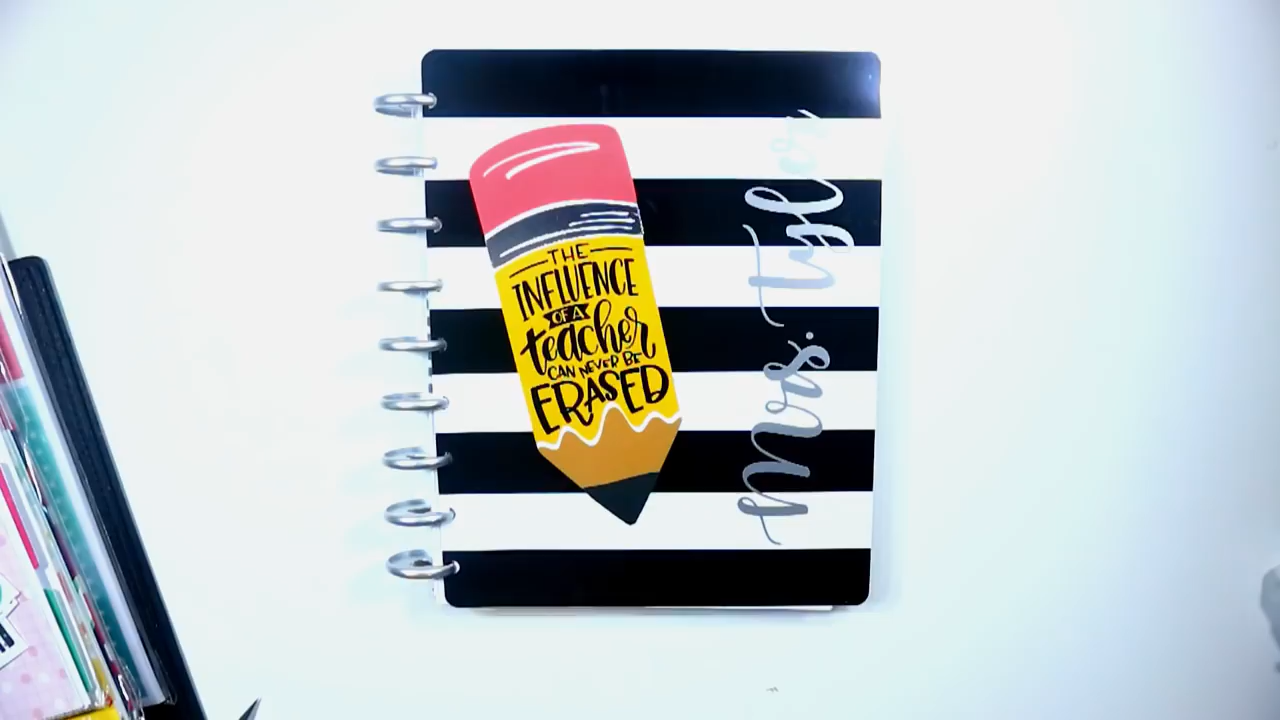 THE
INFLUENCE
OF A
teacher
CAN NEVER BE
ERASED
mrs. tyler